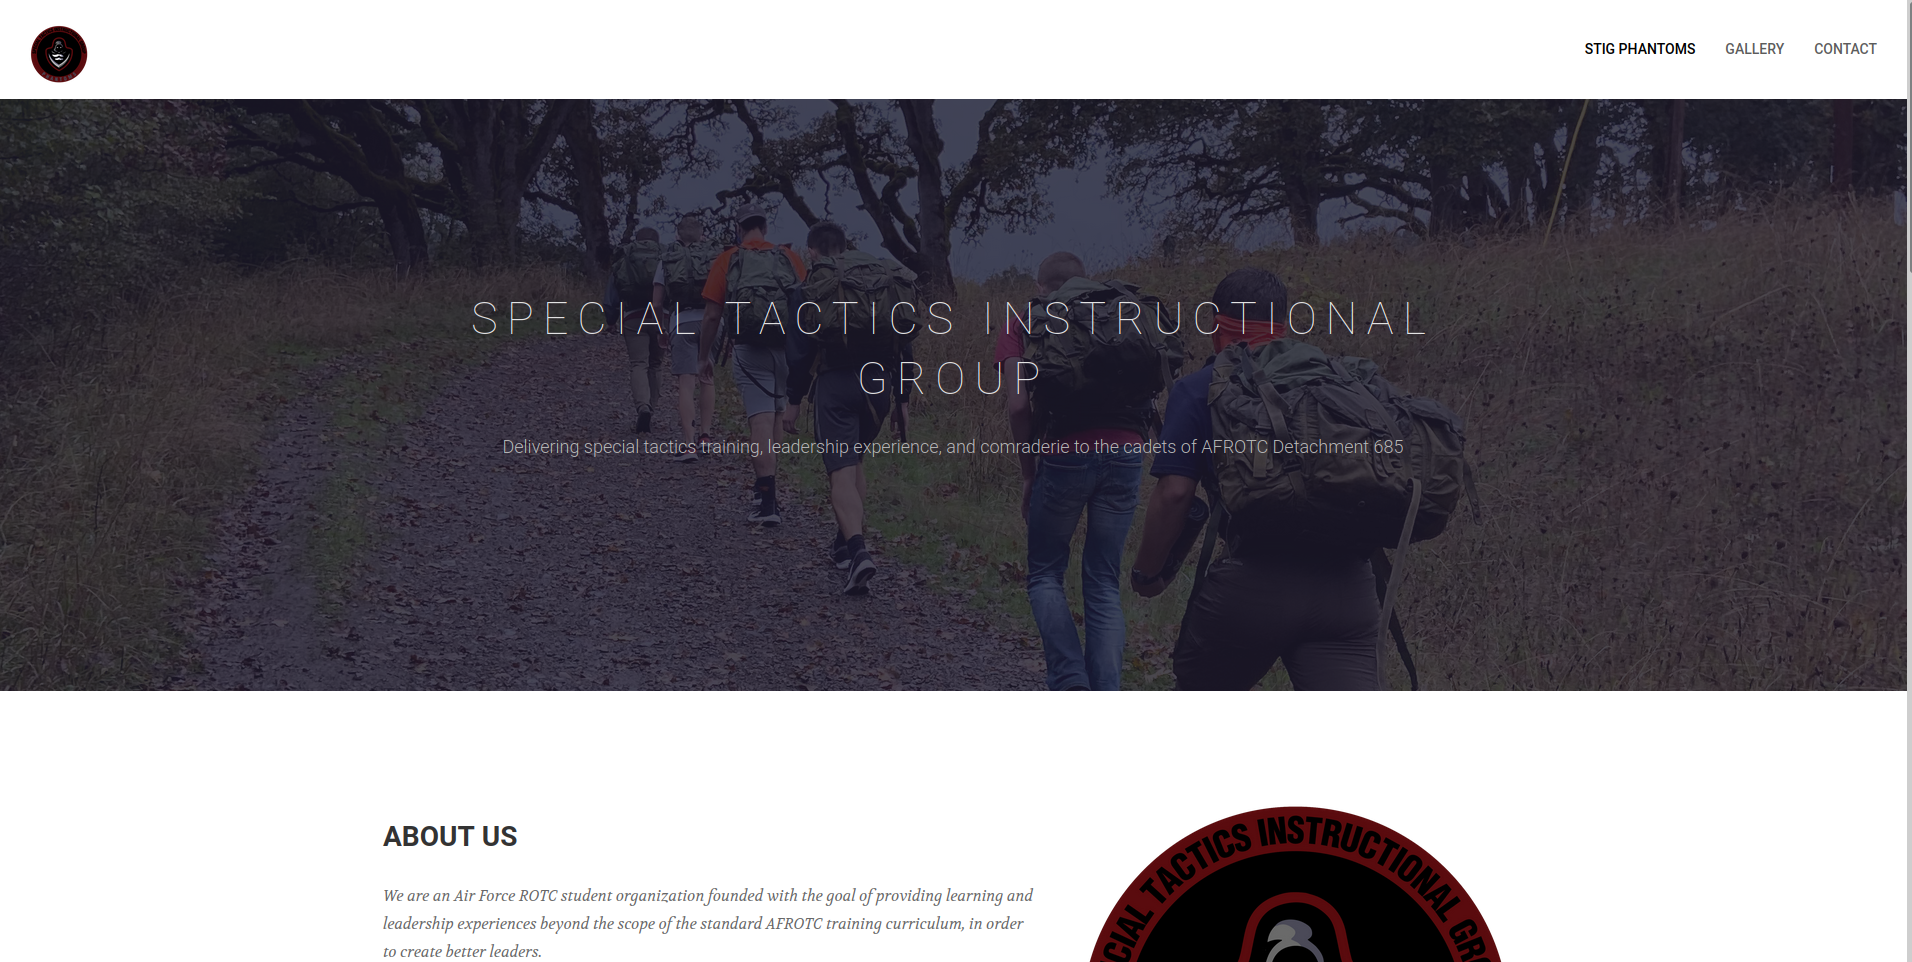 STIG PHANTOMS
GALLERY
CONTACT
SPECIAL TACTICS INSTRUCTIONAL
GROUP
Delivering special tactics training, leadership experience, and comraderie to the cadets of AFROTC Detachment 685
ABOUT US
We are an Air Force ROTC student organization founded with the goal of providing learning and
leadership experiences beyond the scope of the standard AFROTC training curriculum, in order
to create better leaders.
TACTICS INSTRUCTIONAL